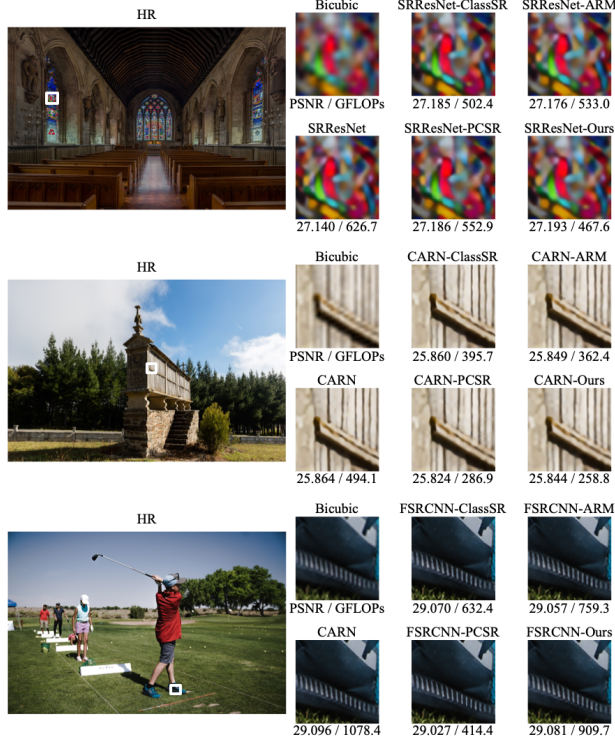 HR
Bicubic SRResNet-ClassSR SRResNet-ARM
PSNR / GFLOPs 27.185 / 502.4 27.176 / 533.0
SRResNet SRResNet-PCSR SRResNet-Ours
27.140 / 626.7 27.186 / 552.9 27.193 / 467.6
HR
Bicubic CARN-ClassSR CARN-ARM
PSNR / GFLOPs 25.860 / 395.7 25.849 / 362.4
CARN CARN-PCSR CARN-Ours
25.864 / 494.1 25.824 / 286.9 25.844 / 258.8
HR
Bicubic FSRCNN-ClassSR FSRCNN-ARM
PSNR / GFLOPs 29.070 / 632.4 29.057 / 759.3
CARN FSRCNN-PCSR FSRCNN-Ours
29.096 / 1078.4 29.027 / 414.4 29.081 / 909.7